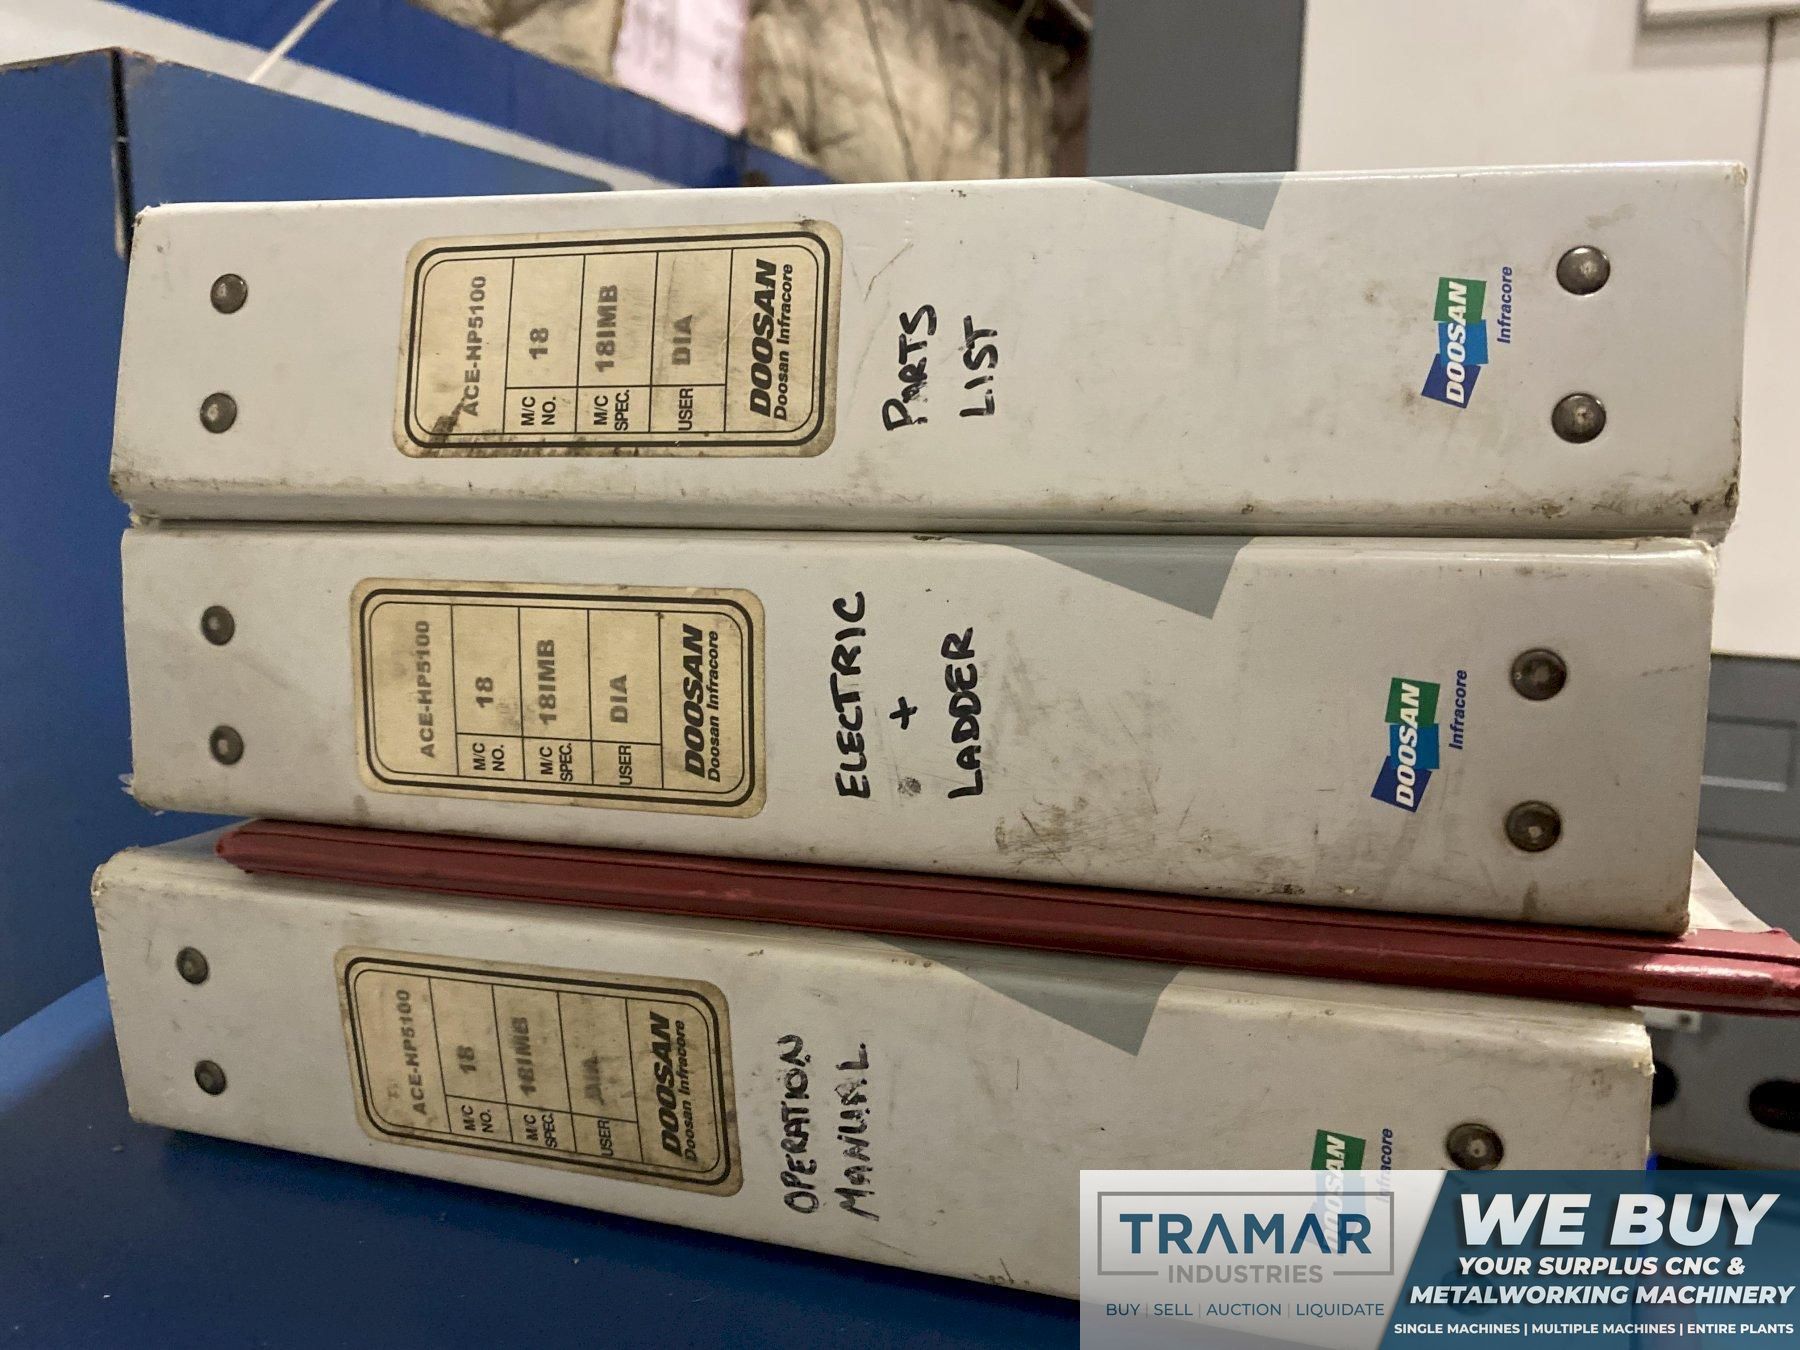 ACE-HP5100
M/C NO. 18
M/C SPEC. 18IMB
USER DIA
DOOSAN
Doosan Infracore
PARTS
LIST
DOOSAN
Infracore
ACE-HP5100
M/C NO. 18
M/C SPEC. 18IMB
USER DIA
DOOSAN
Doosan Infracore
ELECTRIC
+
LADDER
DOOSAN
Infracore
ACE-HP5100
M/C NO. 18
M/C SPEC. 18IMB
USER DIA
DOOSAN
Doosan Infracore
OPERATION
MANUAL
DOOSAN
Infracore
TRAMAR
INDUSTRIES
BUY | SELL | AUCTION | LIQUIDATE
WE BUY
YOUR SURPLUS CNC &
METALWORKING MACHINERY
SINGLE MACHINES | MULTIPLE MACHINES | ENTIRE PLANTS